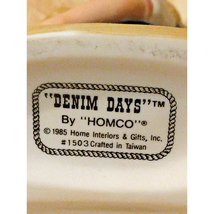 "DENIM DAYS"™
By "HOMCO"®
©1985 Home Interiors & Gifts, Inc.
#1503 Crafted in Taiwan